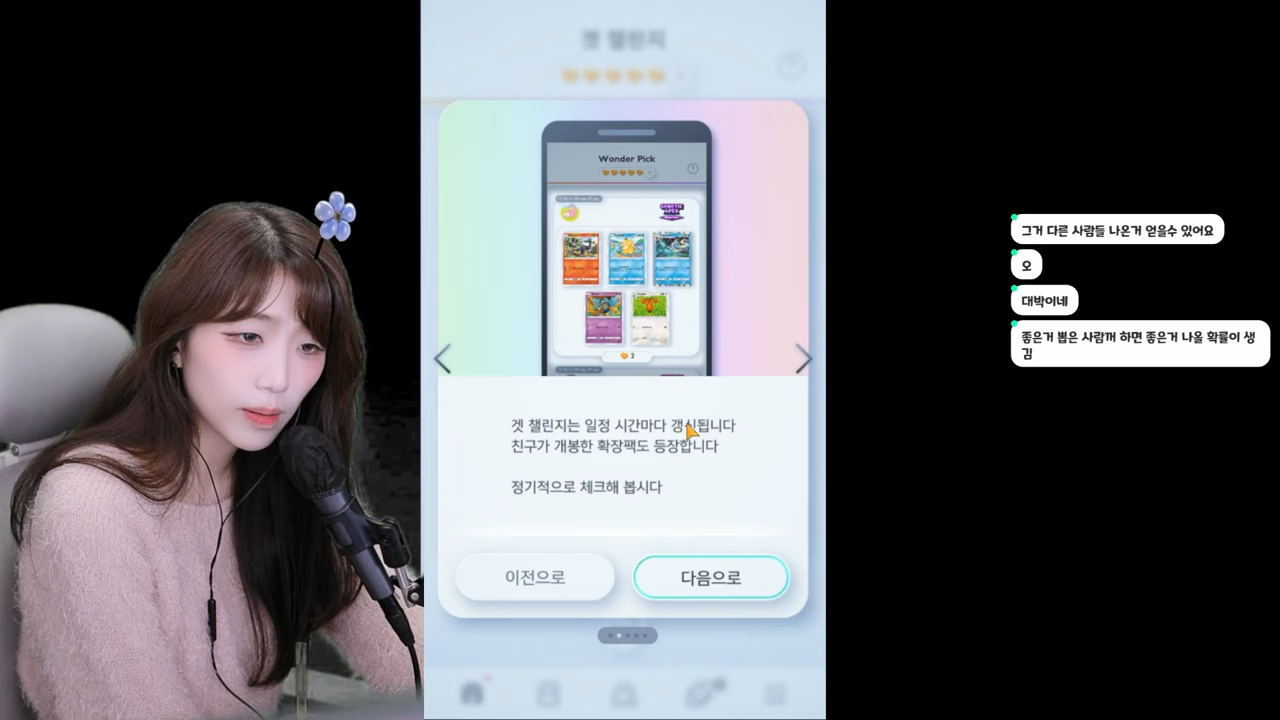 겟 챌린지
Wonder Pick
GENETIC APEX
2
겟 챌린지는 일정 시간마다 갱신됩니다
친구가 개봉한 확장팩도 등장합니다
정기적으로 체크해 봅시다
이전으로
다음으로
그거 다른 사람들 나온거 얻을수 있어요
오
대박이네
좋은거 뽑은 사람꺼 하면 좋은거 나올 확률이 생
김